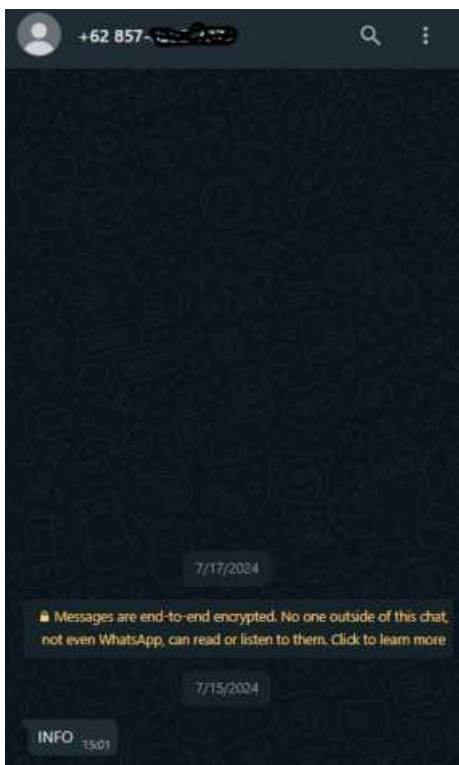 +62 857-
7/17/2024
Messages are end-to-end encrypted. No one outside of this chat,
not even WhatsApp, can read or listen to them. Click to learn more
7/15/2024
INFO 15:01